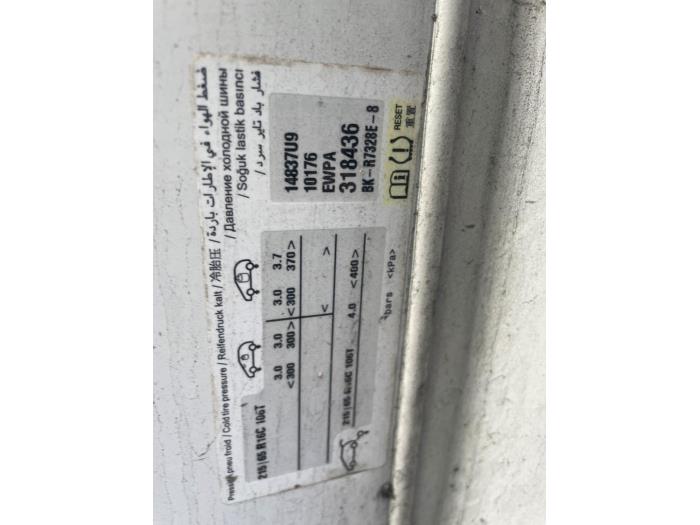 Pression pneu froid / Cold tire pressure / Reifendruck kalt / 冷胎压 / ضغط الهواء في الإطارات باردة
/ Давление холодной шины
/ Soğuk lastik basıncı
/ فشار باد تایر سرد
14837U9
10176
EWPA
318436
BK-R7328E-8
RESET
重置
215 | 65 R16C 106T
3.0 3.0 3.0 3.7
<300 300> <300 370>
< >
215 | 65 R16C 106T 4.0 <400>
bars <kPa>